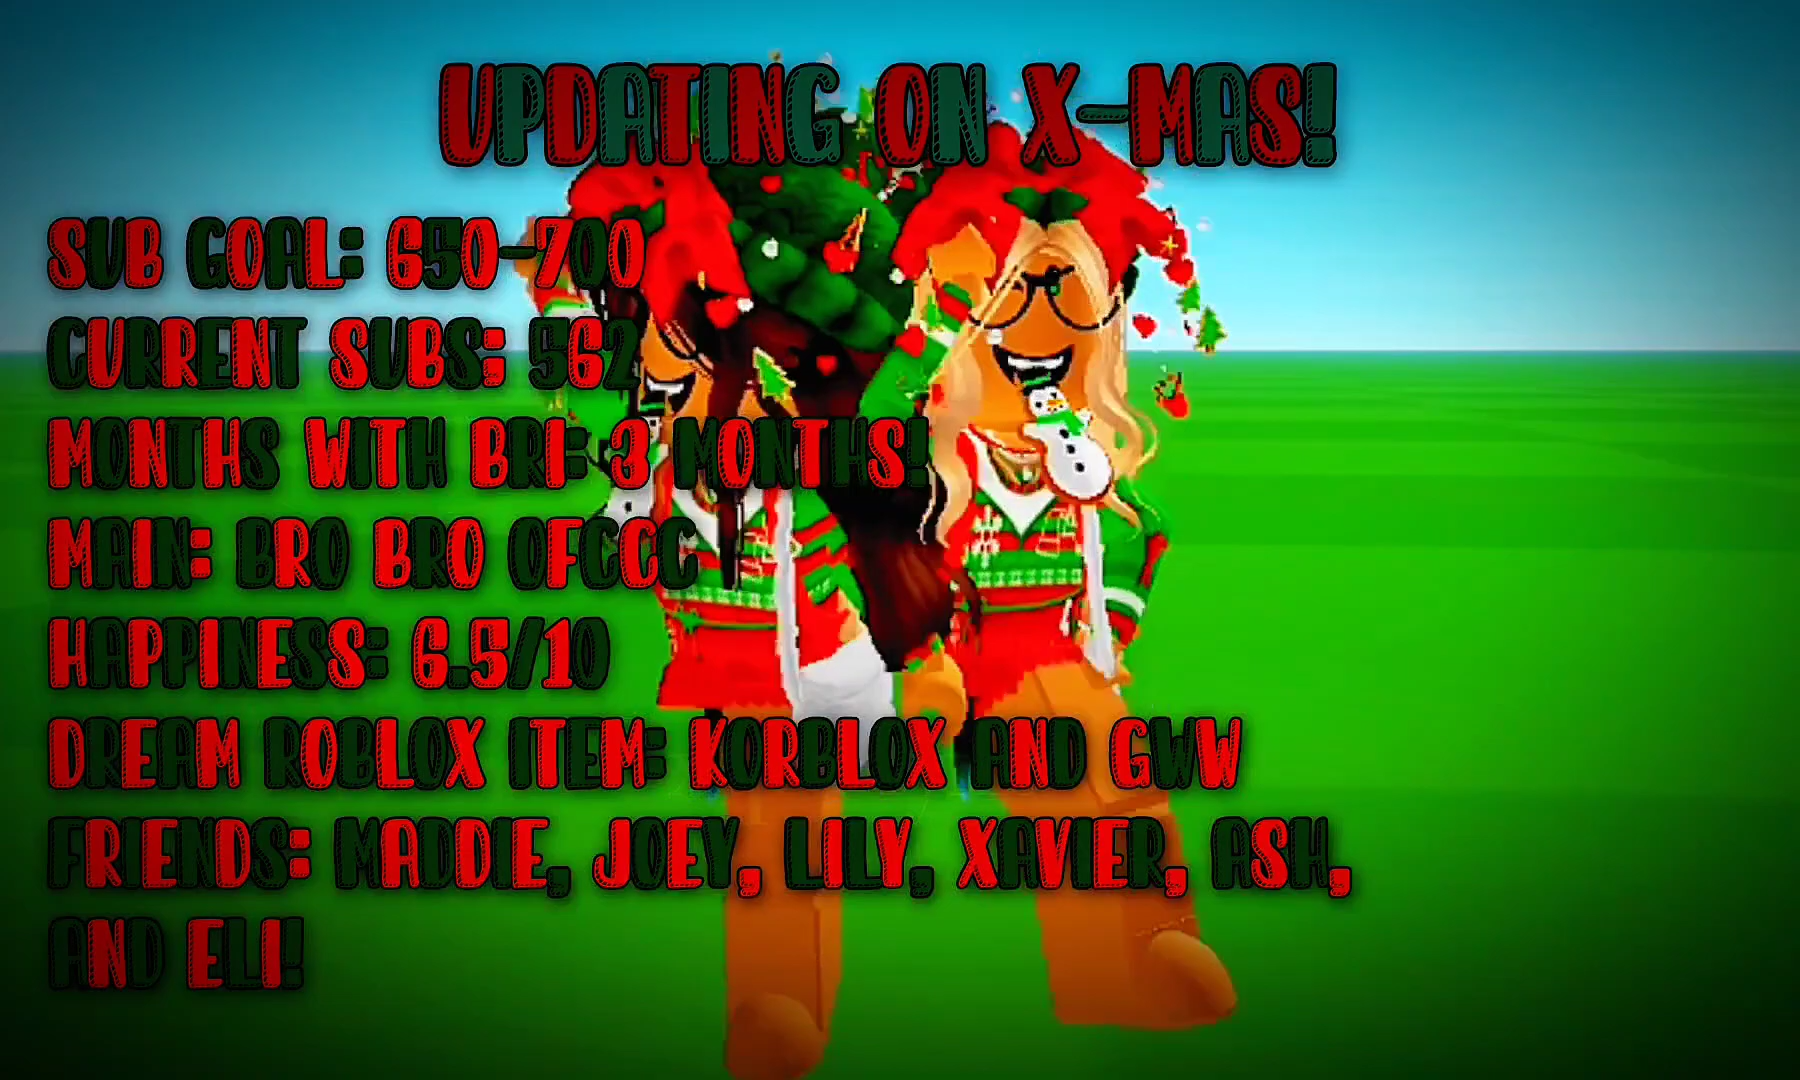 UPDATING ON X-MAS!
SUB GOAL: 650-700
CURRENT SUBS: 562
MONTHS WITH BRI: 3 MONTHS!
MAIN: BRO BRO OFCCC
HAPPINESS: 6.5/10
DREAM ROBLOX ITEM: KORBLOX AND GWW
FRIENDS: MADDIE, JOEY, LILY, XAVIER, ASH,
AND ELI!